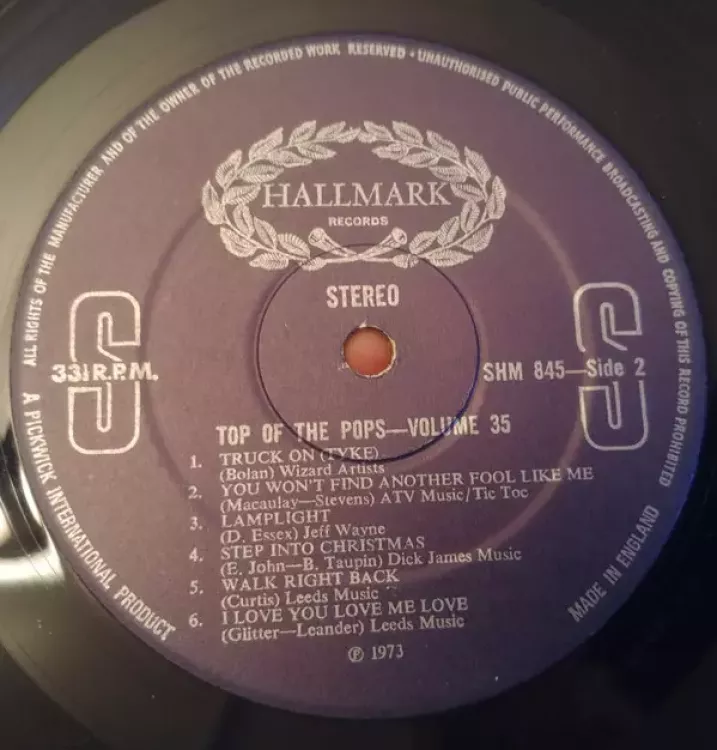 ALL RIGHTS OF THE MANUFACTURER AND OF THE OWNER OF THE RECORDED WORK RESERVED • UNAUTHORISED PUBLIC PERFORMANCE BROADCASTING AND COPYING OF THIS RECORD PROHIBITED
HALLMARK
RECORDS
STEREO
S
S
33⅓ R.P.M.
SHM 845—Side 2
TOP OF THE POPS—VOLUME 35
1. TRUCK ON (TYKE)
(Bolan) Wizard Artists
2. YOU WON'T FIND ANOTHER FOOL LIKE ME
(Macaulay—Stevens) ATV Music/Tic Toc
3. LAMPLIGHT
(D. Essex) Jeff Wayne
4. STEP INTO CHRISTMAS
(E. John—B. Taupin) Dick James Music
5. WALK RIGHT BACK
(Curtis) Leeds Music
6. I LOVE YOU LOVE ME LOVE
(Glitter—Leander) Leeds Music
℗ 1973
A PICKWICK INTERNATIONAL PRODUCT
MADE IN ENGLAND